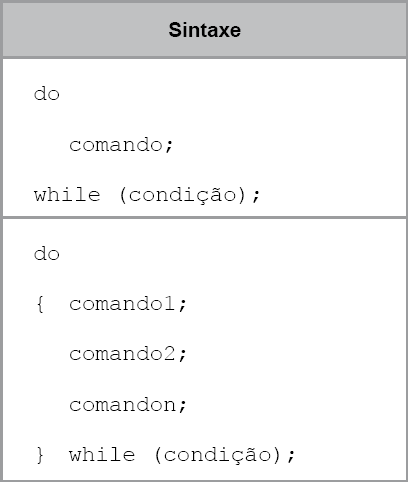 Sintaxe
do
comando;
while (condição);
do
{ comando1;
comando2;
comandon;
} while (condição);